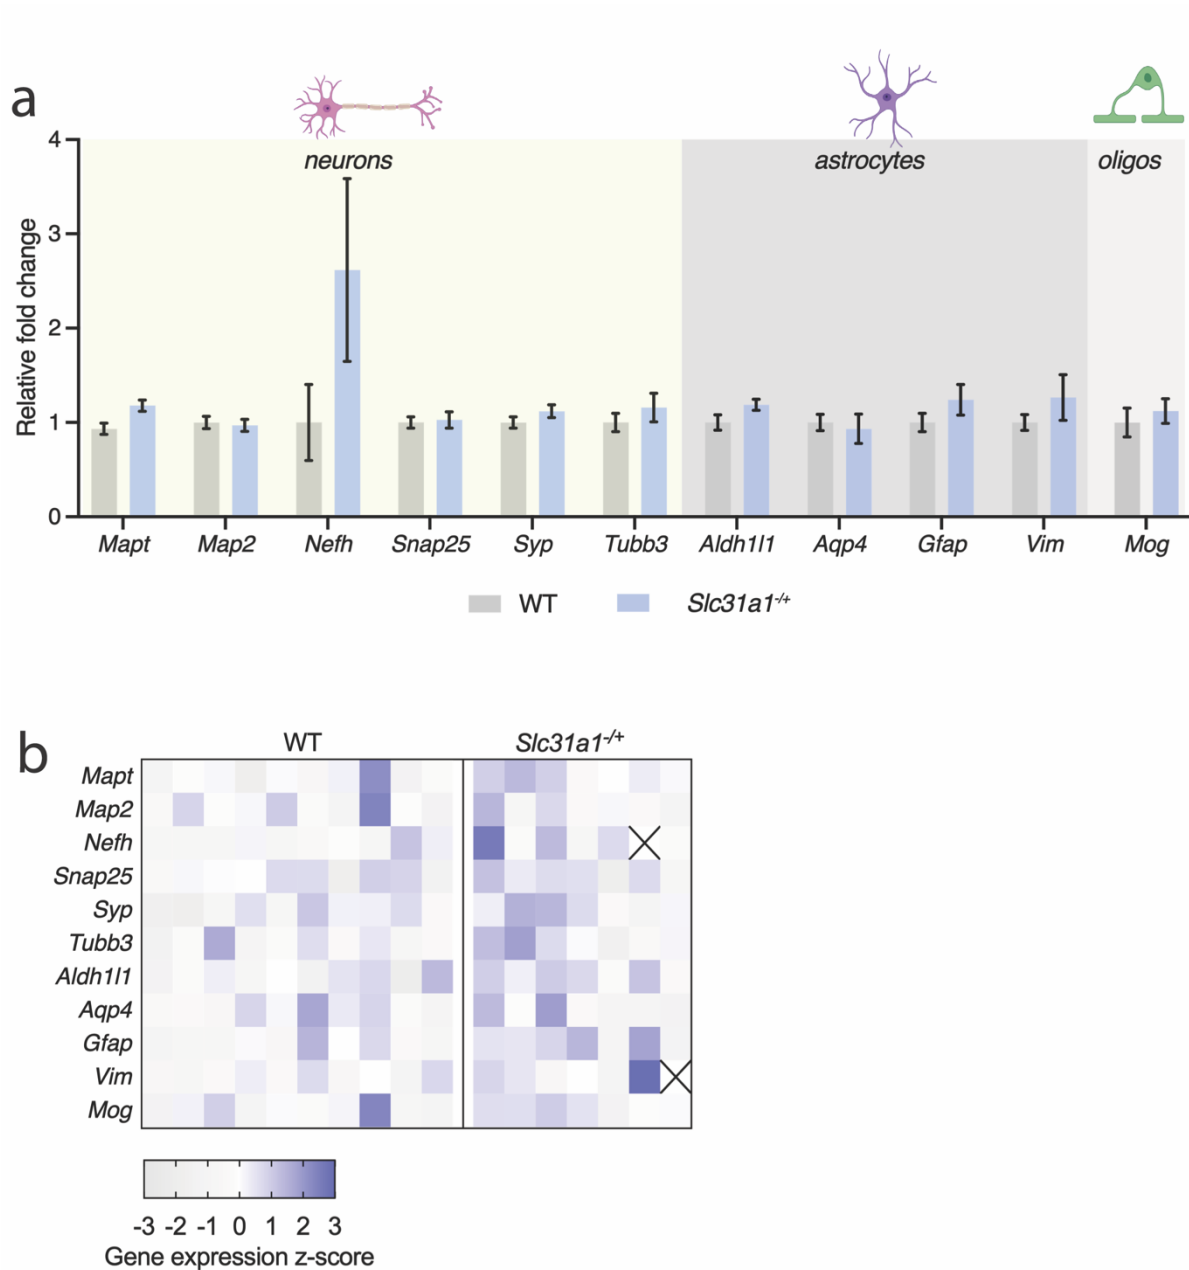 a
neurons astrocytes oligos
4
3
2
1
0
Relative fold change
Mapt Map2 Nefh Snap25 Syp Tubb3 Aldh1l1 Aqp4 Gfap Vim Mog
WT Slc31a1-/+
b
WT Slc31a1-/+
Mapt
Map2
Nefh
Snap25
Syp
Tubb3
Aldh1l1
Aqp4
Gfap
Vim
Mog
-3 -2 -1 0 1 2 3
Gene expression z-score